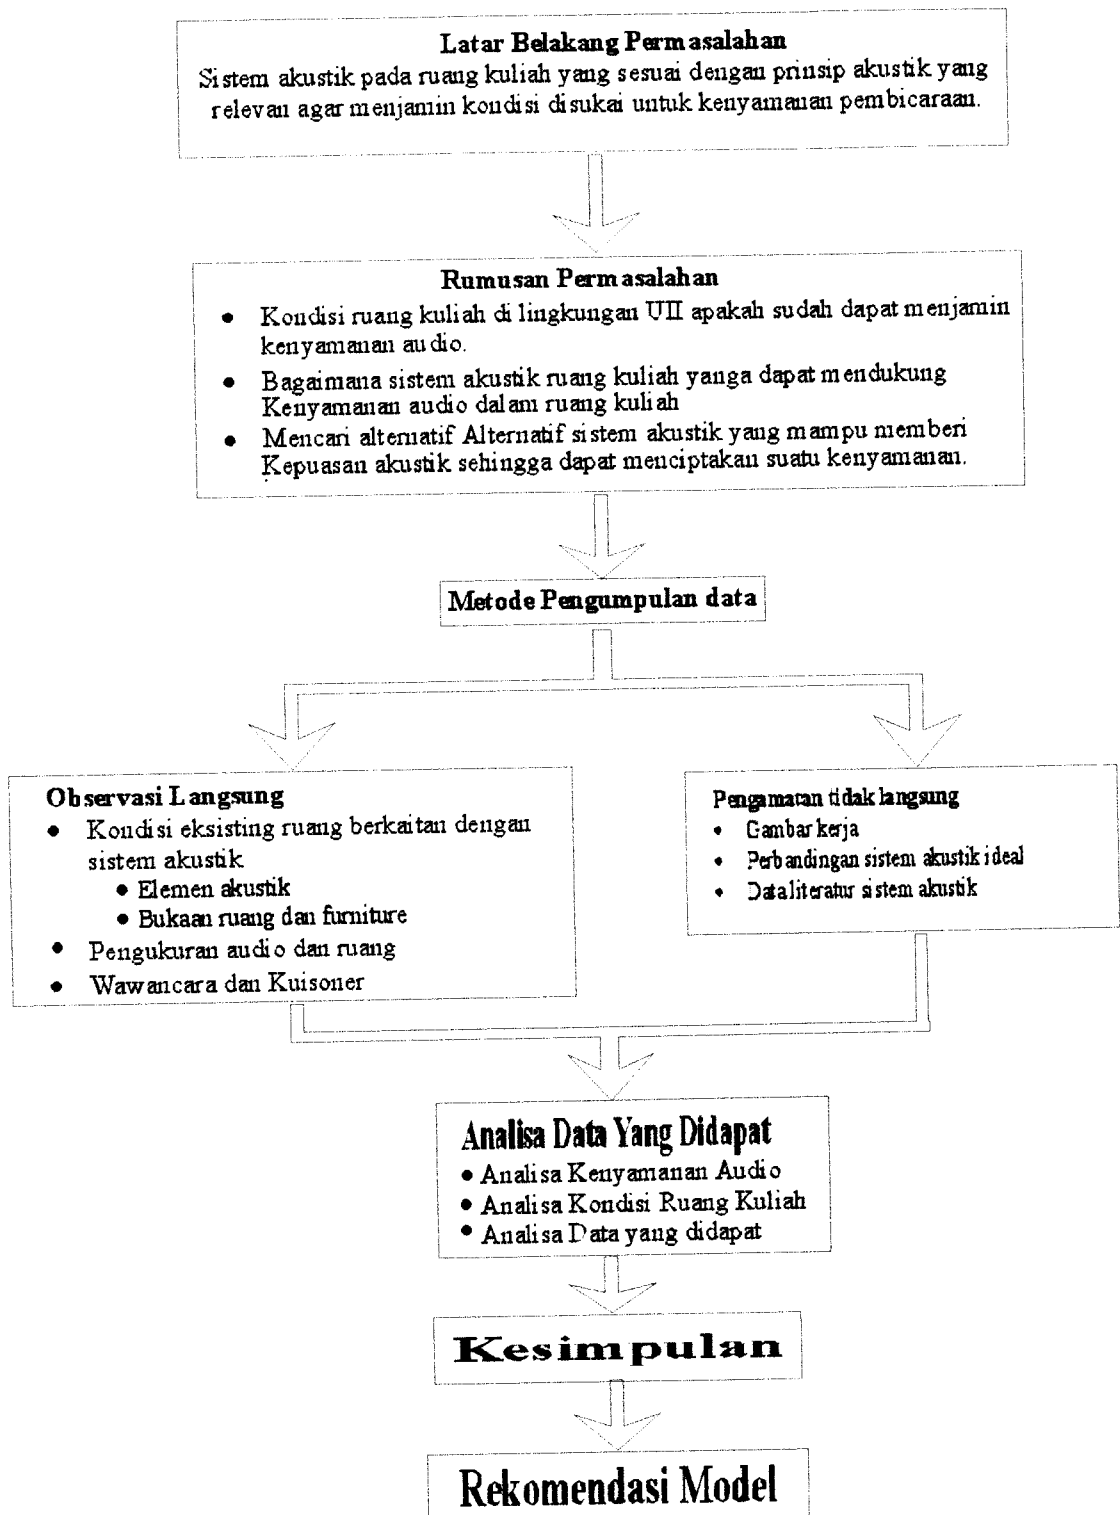 Latar Belakang Permasalahan
Sistem akustik pada ruang kuliah yang sesuai dengan prinsip akustik yang
relevan agar menjamin kondisi disukai untuk kenyamanan pembicaraan.
Rumusan Permasalahan
• Kondisi ruang kuliah di lingkungan UII apakah sudah dapat menjamin
kenyamanan audio.
• Bagaimana sistem akustik ruang kuliah yanga dapat mendukung
Kenyamanan audio dalam ruang kuliah
• Mencari alternatif Alternatif sistem akustik yang mampu memberi
Kepuasan akustik sehingga dapat menciptakan suatu kenyamanan.
Metode Pengumpulan data
Observasi Langsung
• Kondisi eksisting ruang berkaitan dengan
sistem akustik
• Elemen akustik
• Bukaan ruang dan furniture
• Pengukuran audio dan ruang
• Wawancara dan Kuisoner
Pengamatan tidak langsung
• Gambar kerja
• Perbandingan sistem akustik ideal
• Data literatur sistem akustik
Analisa Data Yang Didapat
• Analisa Kenyamanan Audio
• Analisa Kondisi Ruang Kuliah
• Analisa Data yang didapat
Kesimpulan
Rekomendasi Model